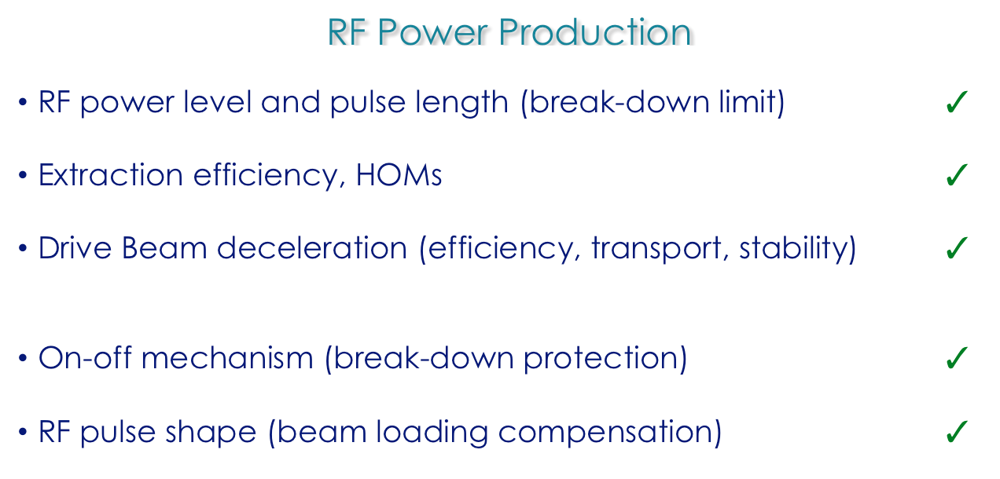 RF Power Production
• RF power level and pulse length (break-down limit) ✓
• Extraction efficiency, HOMs ✓
• Drive Beam deceleration (efficiency, transport, stability) ✓
• On-off mechanism (break-down protection) ✓
• RF pulse shape (beam loading compensation) ✓